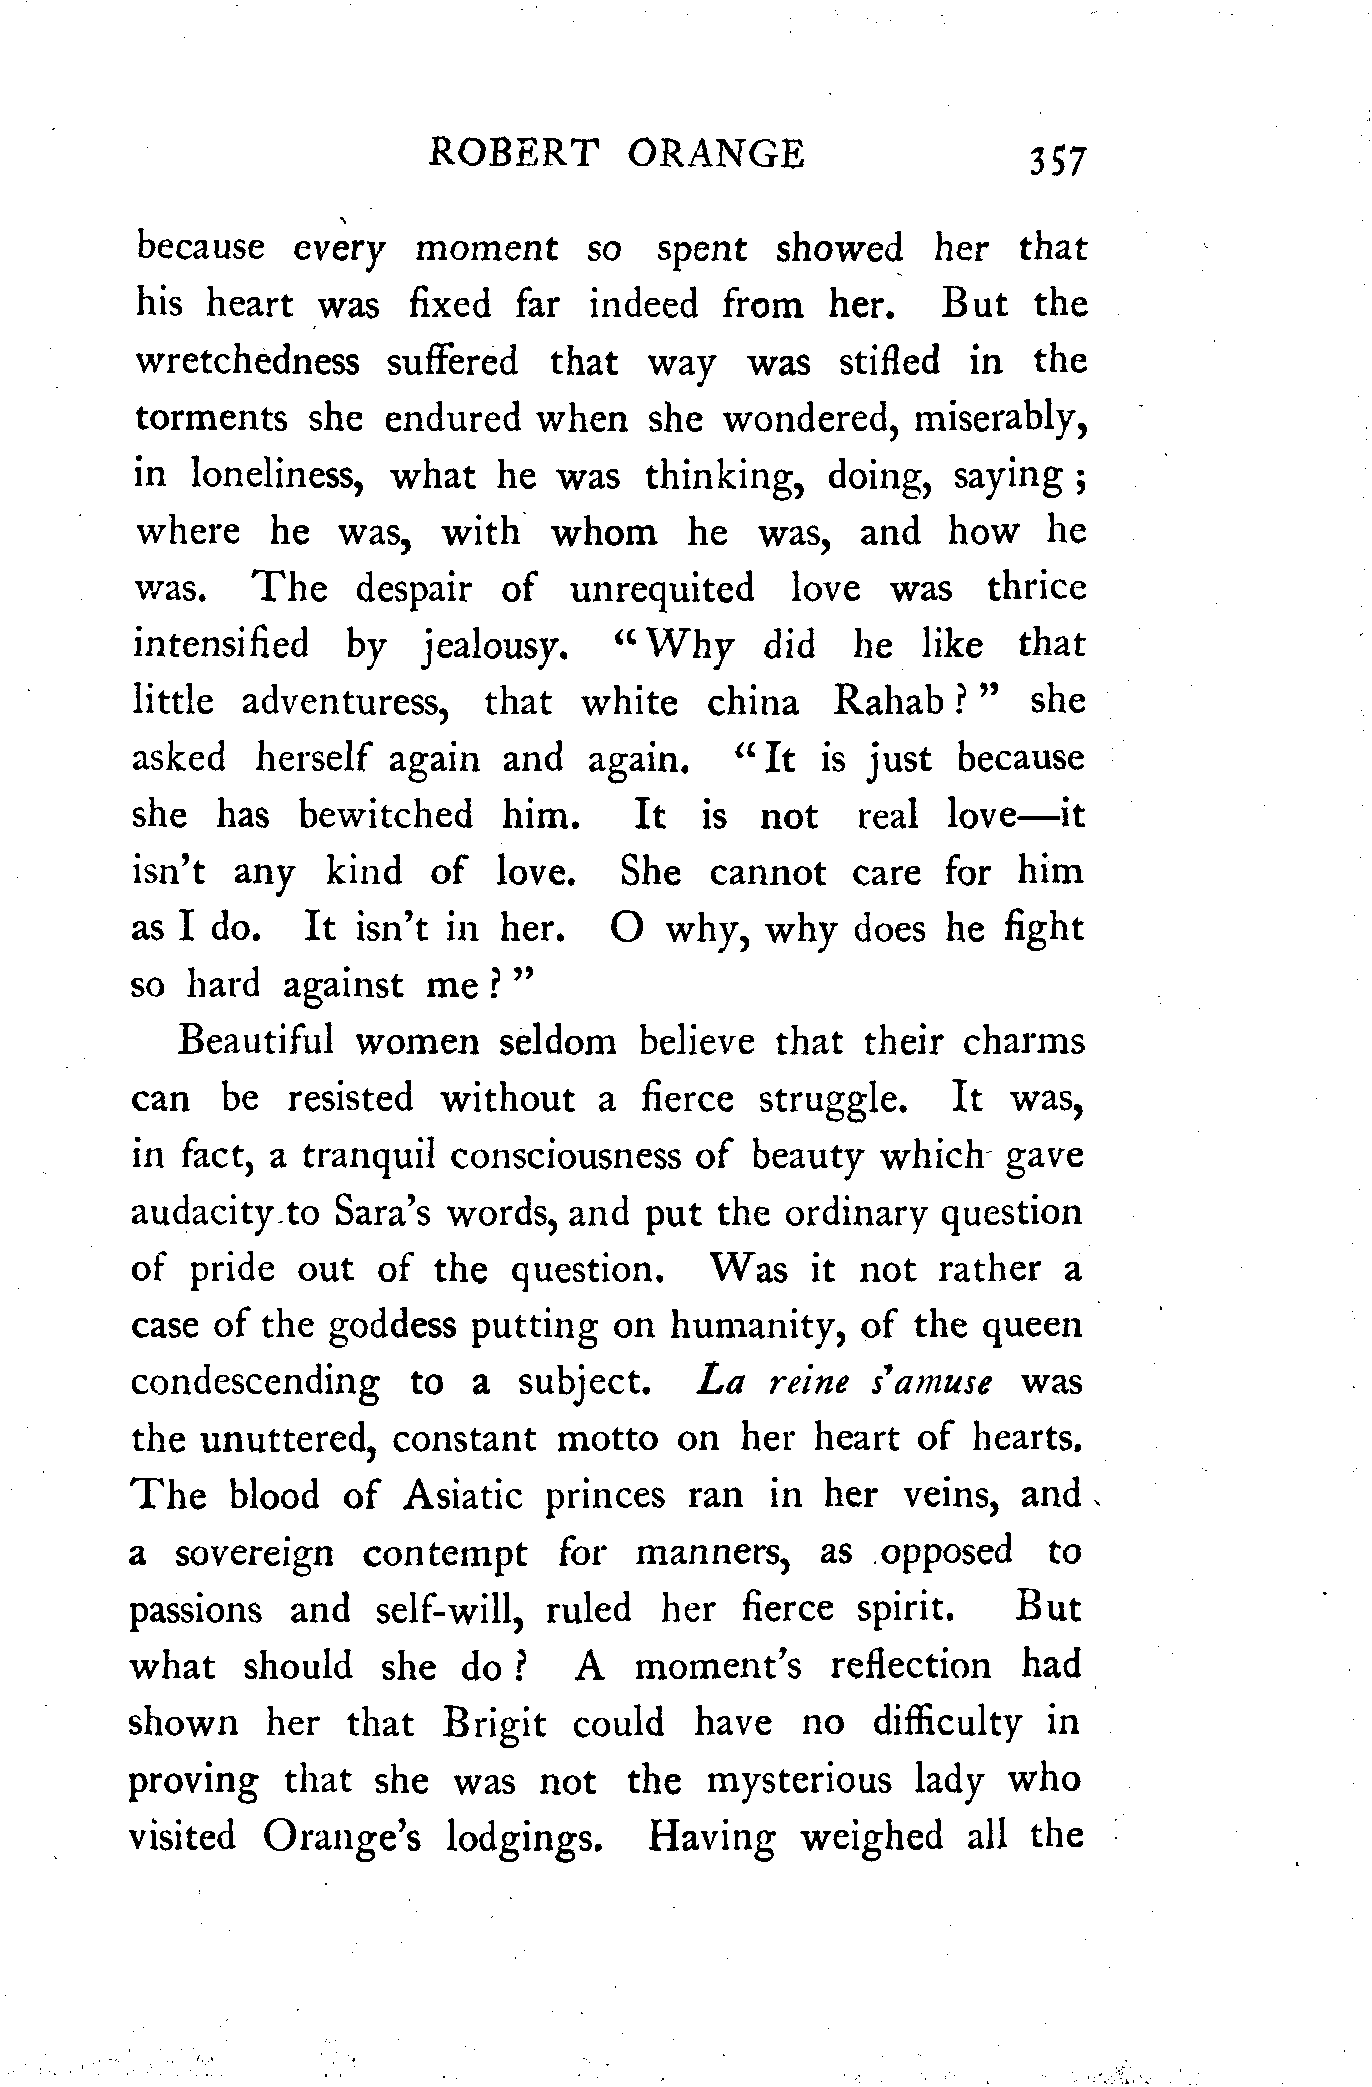 ROBERT ORANGE 357
because every moment so spent showed her that
his heart was fixed far indeed from her. But the
wretchedness suffered that way was stifled in the
torments she endured when she wondered, miserably,
in loneliness, what he was thinking, doing, saying ;
where he was, with whom he was, and how he
was. The despair of unrequited love was thrice
intensified by jealousy. “Why did he like that
little adventuress, that white china Rahab ? ” she
asked herself again and again. “It is just because
she has bewitched him. It is not real love—it
isn’t any kind of love. She cannot care for him
as I do. It isn’t in her. O why, why does he fight
so hard against me ? ”
Beautiful women seldom believe that their charms
can be resisted without a fierce struggle. It was,
in fact, a tranquil consciousness of beauty which gave
audacity to Sara’s words, and put the ordinary question
of pride out of the question. Was it not rather a
case of the goddess putting on humanity, of the queen
condescending to a subject. La reine s’amuse was
the unuttered, constant motto on her heart of hearts.
The blood of Asiatic princes ran in her veins, and
a sovereign contempt for manners, as opposed to
passions and self-will, ruled her fierce spirit. But
what should she do ? A moment’s reflection had
shown her that Brigit could have no difficulty in
proving that she was not the mysterious lady who
visited Orange’s lodgings. Having weighed all the